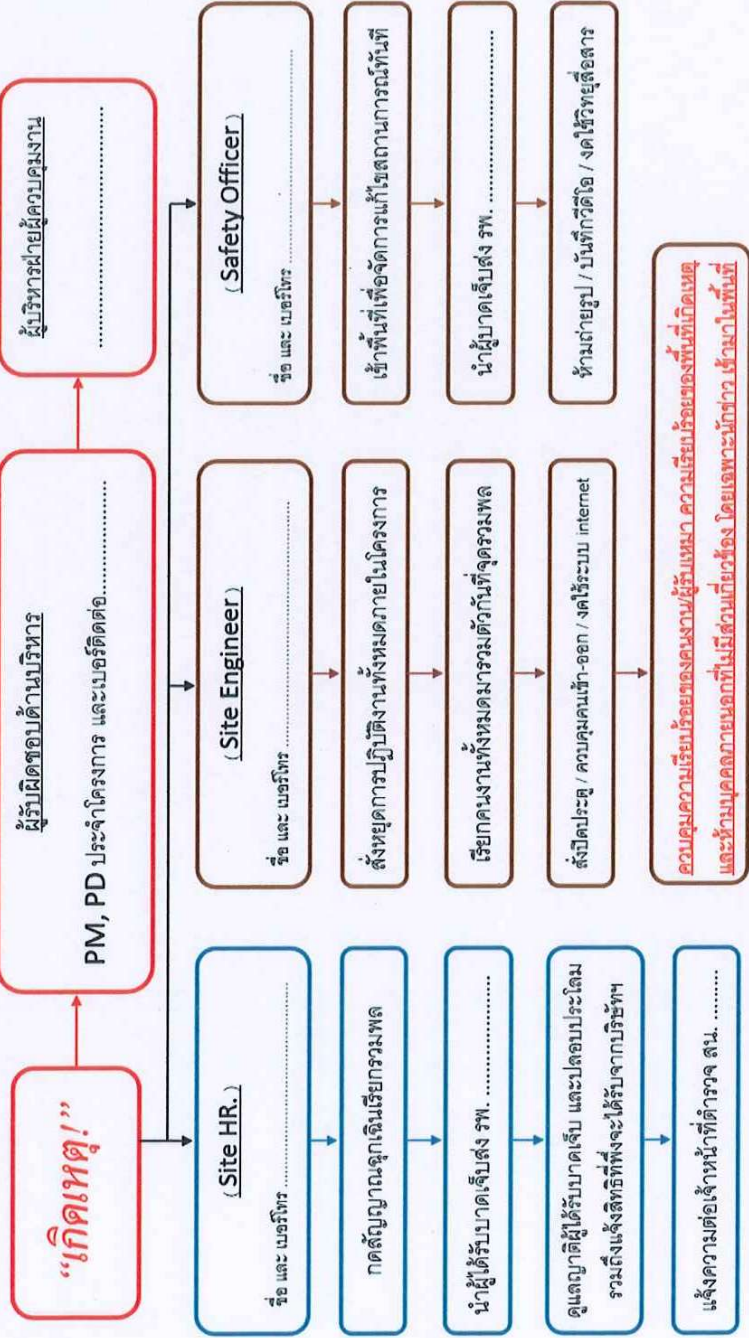 “เกิดเหตุ!”
ผู้รับผิดชอบด้านบริหาร
PM, PD ประจำโครงการ และเบอร์ติดต่อ......................
ผู้บริหารฝ่ายผู้ควบคุมงาน
......................................
(Site HR.)
ชื่อ และ เบอร์โทร ......................................
กดสัญญาณฉุกเฉินเรียกรวมพล
นำผู้ได้รับบาดเจ็บส่ง รพ. ......................
ดูแลญาติผู้ได้รับบาดเจ็บ และปลอบประโลม
รวมถึงแจ้งสิทธิที่พึงจะได้รับจากบริษัทฯ
แจ้งความต่อเจ้าหน้าที่ตำรวจ สน. .........
(Site Engineer)
ชื่อ และ เบอร์โทร ......................................
สั่งหยุดการปฏิบัติงานทั้งหมดภายในโครงการ
เรียกคนงานทั้งหมดมารวมตัวกันที่จุดรวมพล
สั่งปิดประตู / ควบคุมคนเข้า-ออก / งดใช้ระบบ internet
(Safety Officer)
ชื่อ และ เบอร์โทร ......................................
เข้าพื้นที่เพื่อจัดการแก้ไขสถานการณ์ทันที
นำผู้บาดเจ็บส่ง รพ. ......................
ห้ามถ่ายรูป / บันทึกวีดีโอ / งดใช้วิทยุสื่อสาร
ควบคุมความเรียบร้อยของคนงาน/ผู้รับเหมา ความเรียบร้อยของพื้นที่เกิดเหตุ
และห้ามบุคคลภายนอกที่ไม่มีส่วนเกี่ยวข้อง โดยเฉพาะนักข่าว เข้ามาในพื้นที่